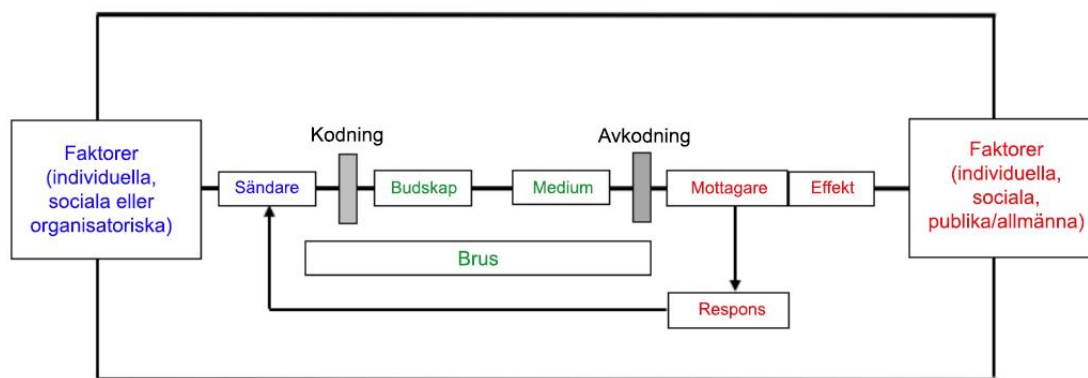 Kodning
Avkodning
Faktorer
(individuella,
sociala eller
organisatoriska)
Sändare
Budskap
Medium
Mottagare
Effekt
Faktorer
(individuella,
sociala,
publika/allmänna)
Brus
Respons